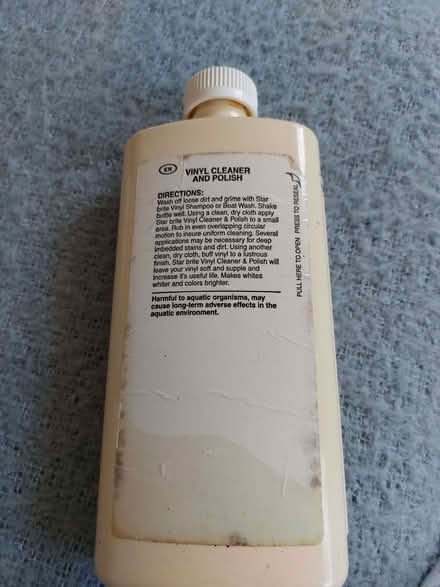 EN
VINYL CLEANER
AND POLISH
DIRECTIONS:
Wash off loose dirt and grime with Star
brite Vinyl Shampoo or Boat Wash. Shake
bottle well. Using a clean, dry cloth apply
Star brite Vinyl Cleaner & Polish to a small
area. Rub in even overlapping circular
motion to insure uniform cleaning. Several
applications may be necessary for deep
imbedded stains and dirt. Using another
clean, dry cloth, buff vinyl to a lustrous
finish. Star brite Vinyl Cleaner & Polish will
leave your vinyl soft and supple and
increase it's useful life. Makes whites
whiter and colors brighter.
Harmful to aquatic organisms, may
cause long-term adverse effects in the
aquatic environment.
PULL HERE TO OPEN PRESS TO RESEAL